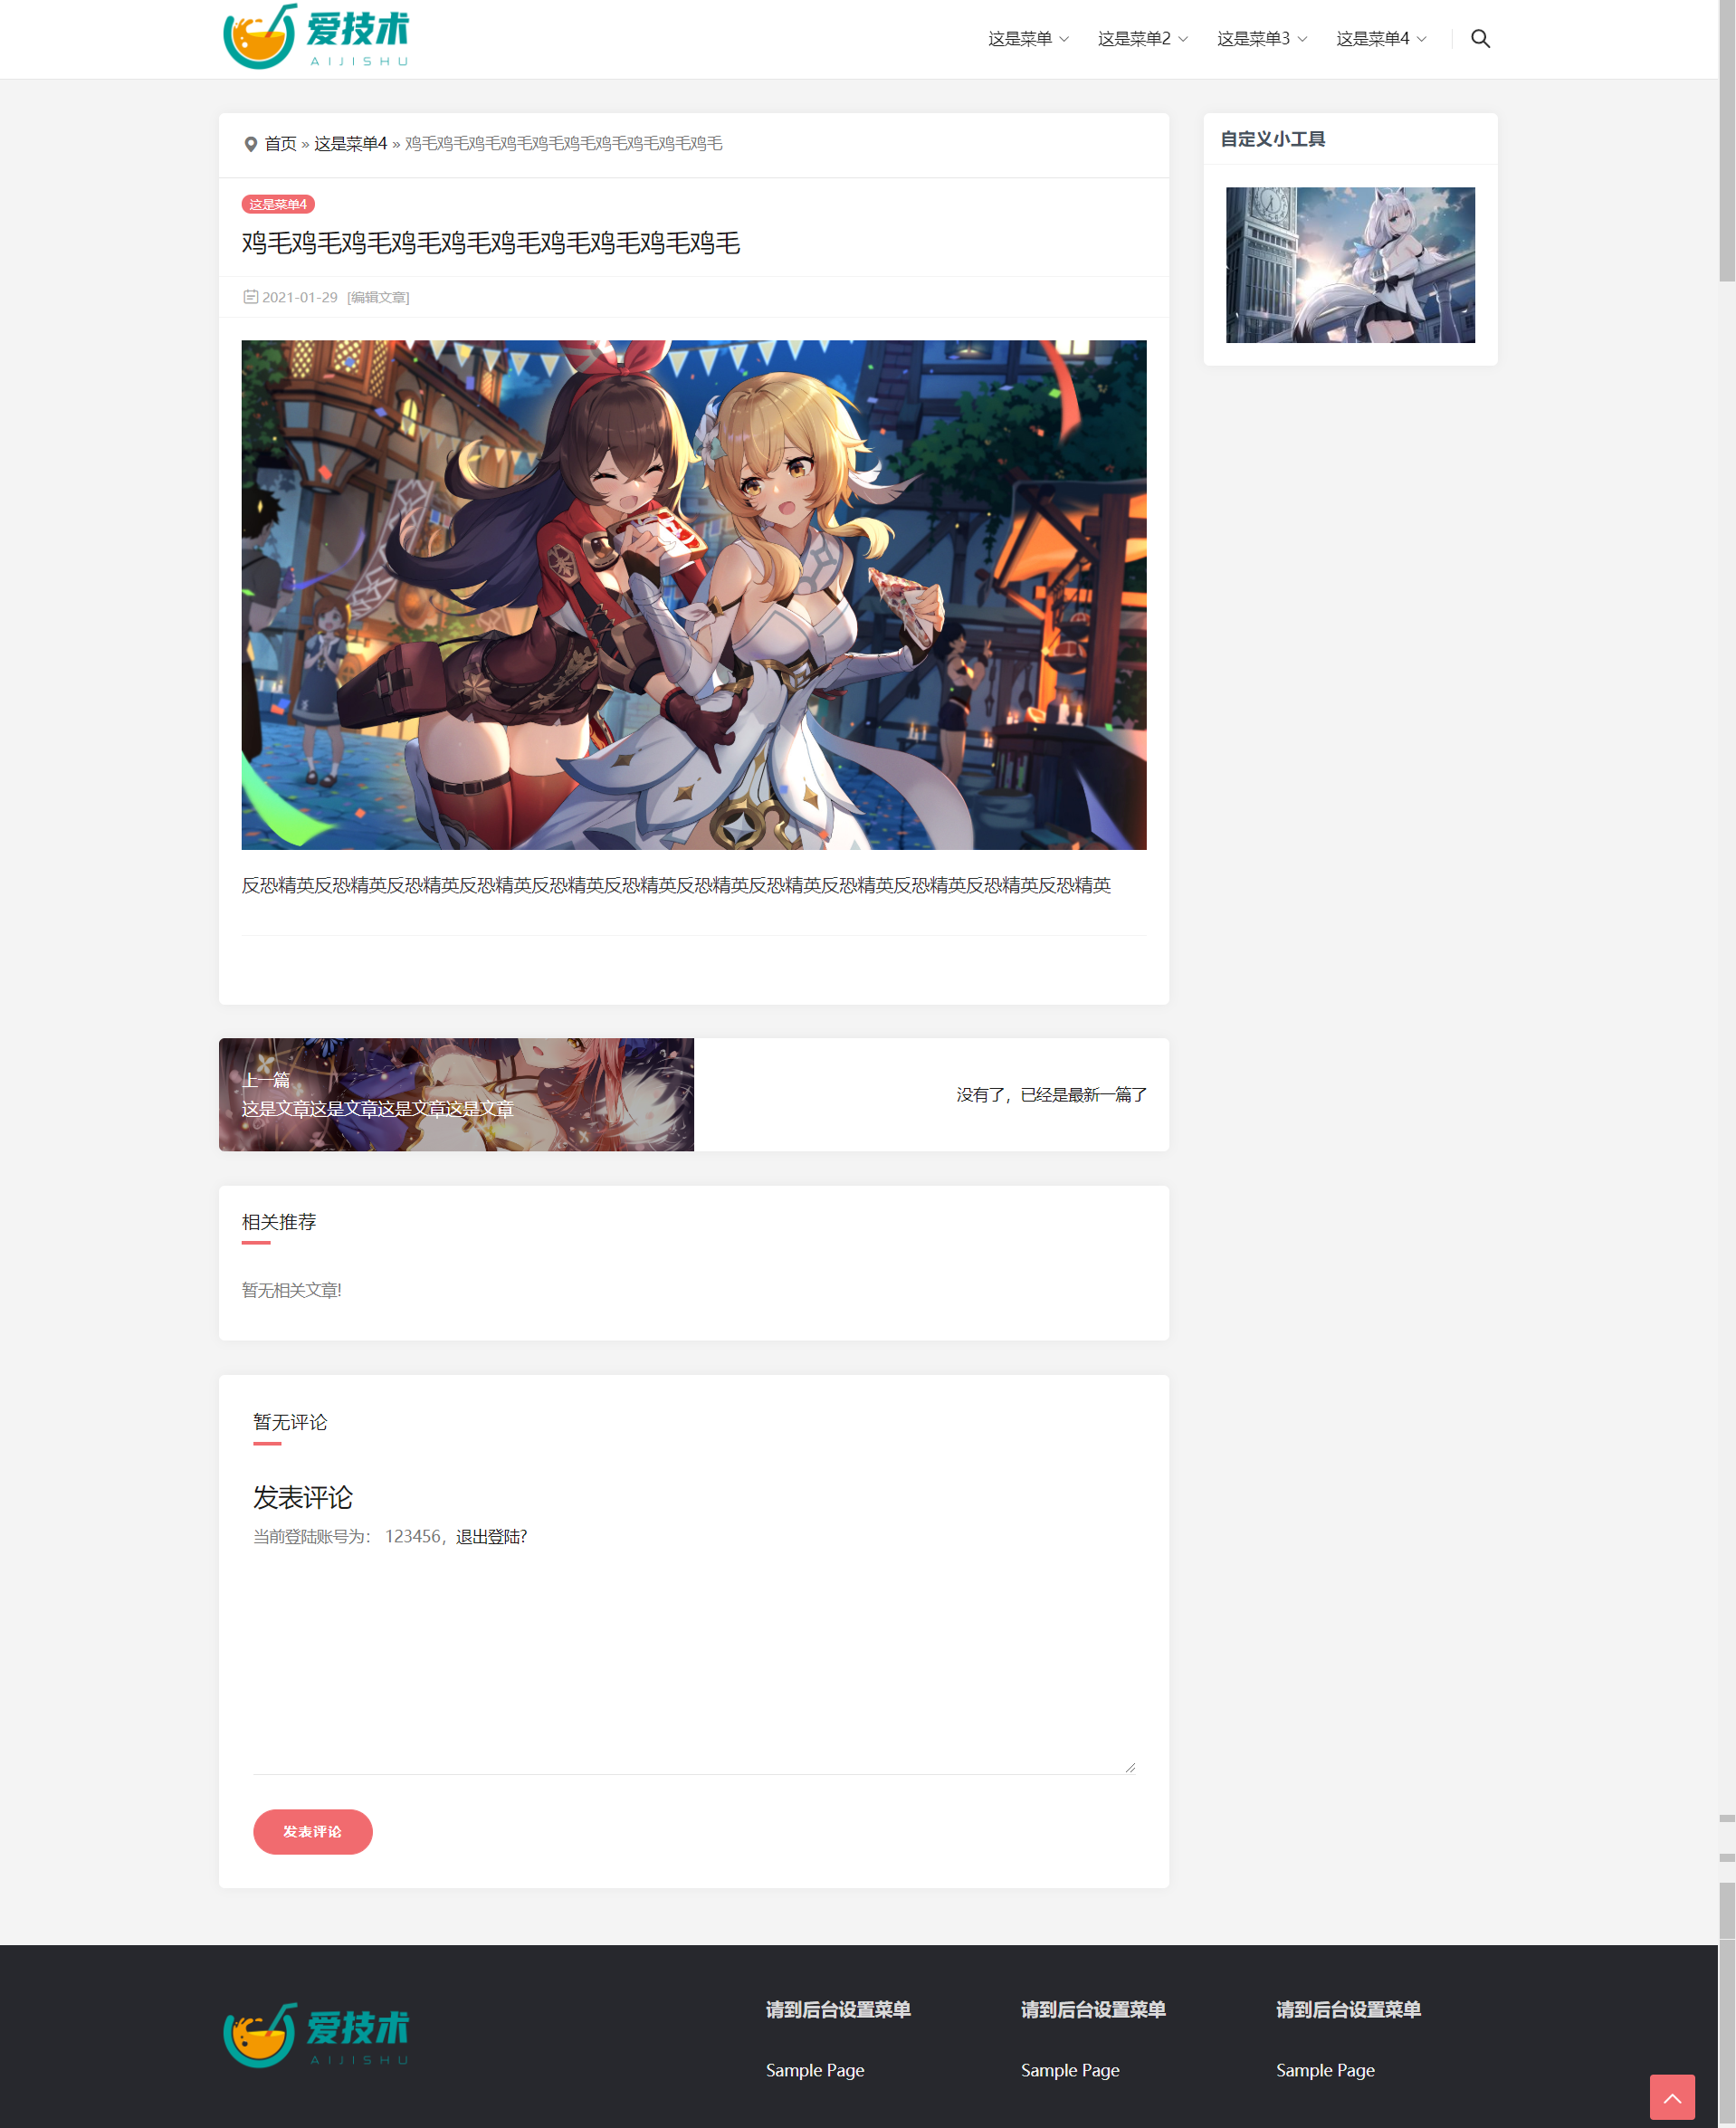 爱技术
AIJISHU
这是菜单
这是菜单2
这是菜单3
这是菜单4
首页 » 这是菜单4 » 鸡毛鸡毛鸡毛鸡毛鸡毛鸡毛鸡毛鸡毛鸡毛鸡毛
自定义小工具
这是菜单4
鸡毛鸡毛鸡毛鸡毛鸡毛鸡毛鸡毛鸡毛鸡毛鸡毛
2021-01-29 [编辑文章]
反恐精英反恐精英反恐精英反恐精英反恐精英反恐精英反恐精英反恐精英反恐精英反恐精英反恐精英反恐精英
上一篇
这是文章这是文章这是文章这是文章
没有了，已经是最新一篇了
相关推荐
暂无相关文章!
暂无评论
发表评论
当前登陆账号为： 123456，退出登陆?
发表评论
爱技术
AIJISHU
请到后台设置菜单
Sample Page
请到后台设置菜单
Sample Page
请到后台设置菜单
Sample Page